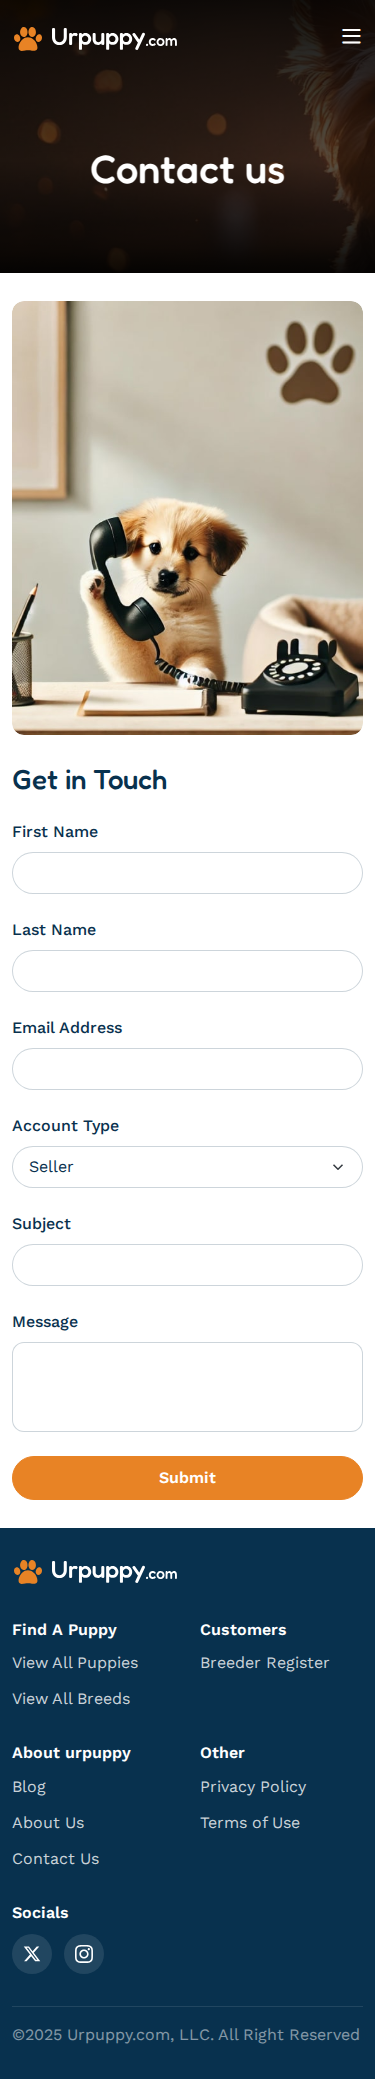 Urpuppy.com
Contact us
Get in Touch
First Name
Last Name
Email Address
Account Type
Seller
Subject
Message
Submit
Urpuppy.com
Find A Puppy
View All Puppies
View All Breeds
Customers
Breeder Register
About urpuppy
Blog
About Us
Contact Us
Other
Privacy Policy
Terms of Use
Socials
©2025 Urpuppy.com, LLC. All Right Reserved